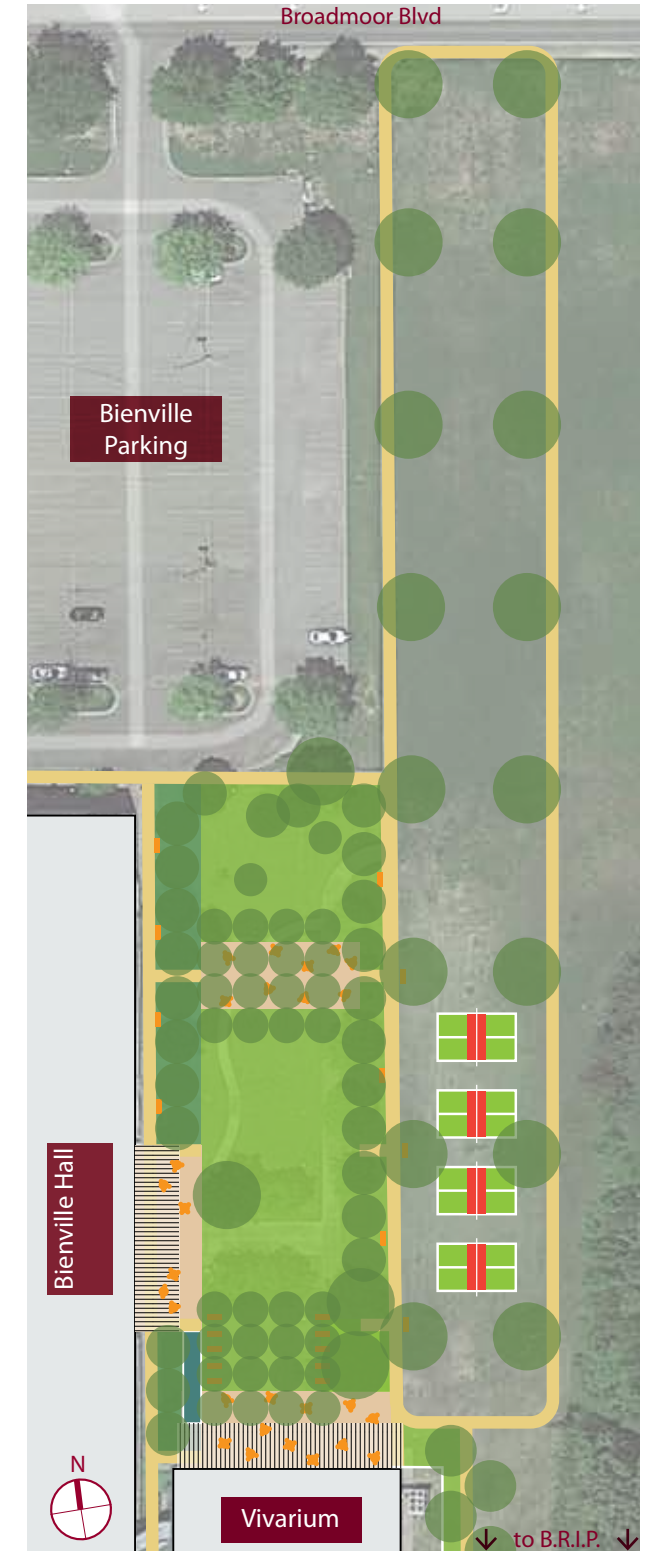 Broadmoor Blvd
Bienville
Parking
Bienville Hall
N
Vivarium
to B.R.I.P.